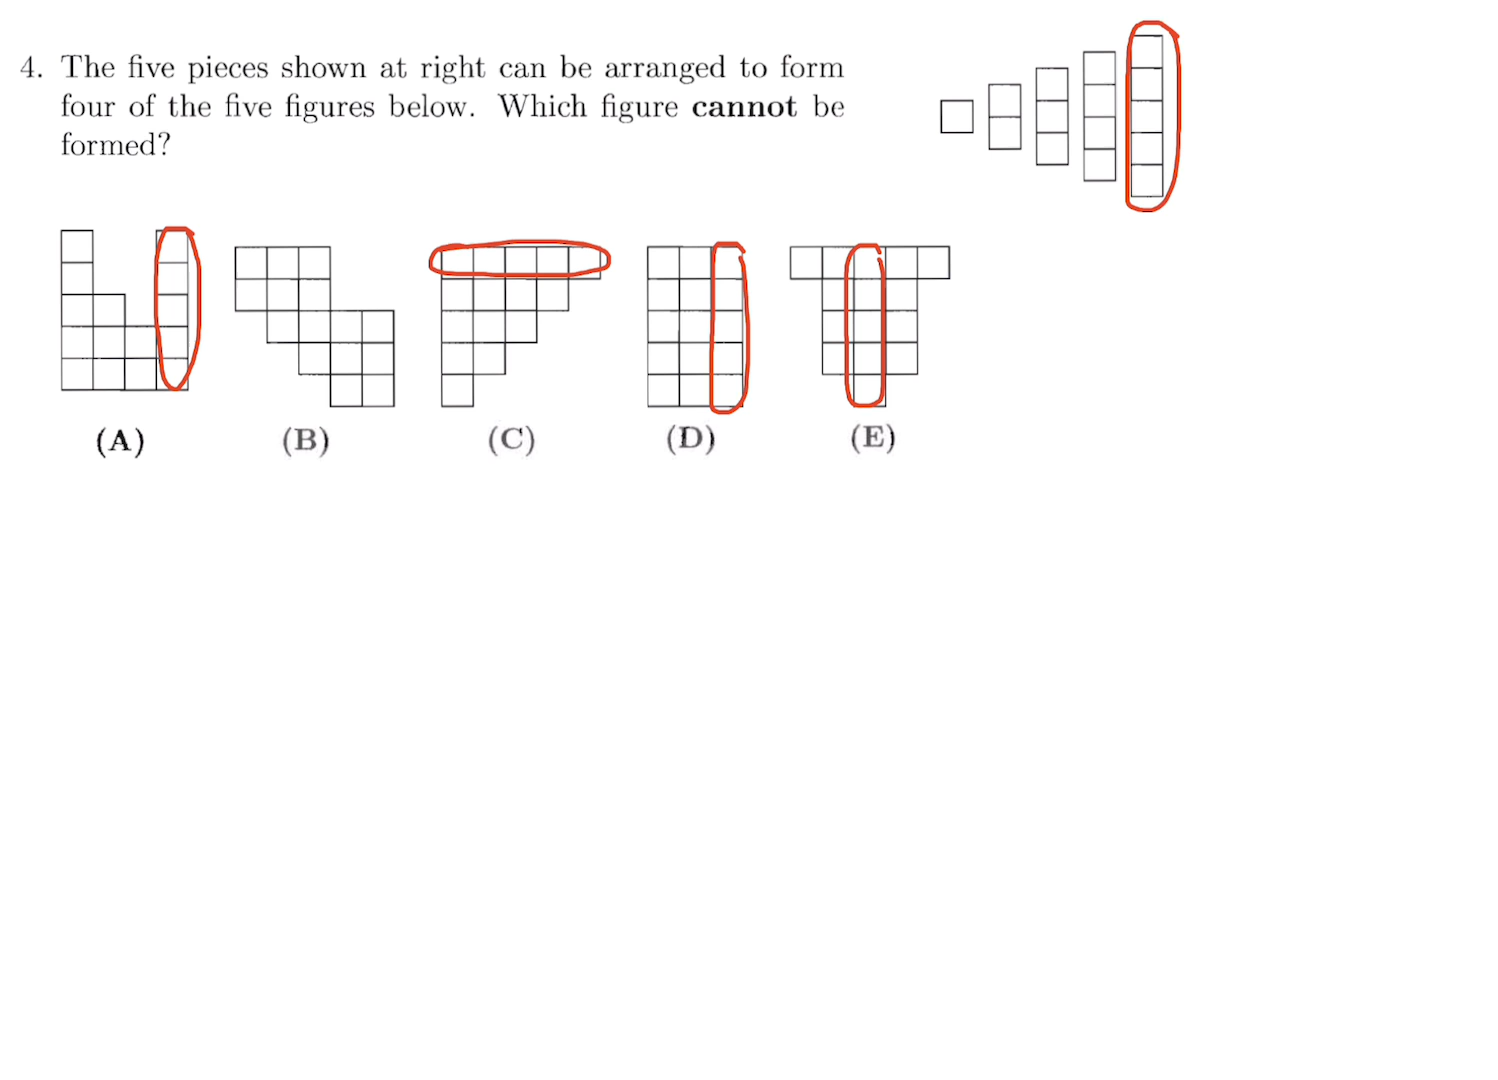 4. The five pieces shown at right can be arranged to form
four of the five figures below. Which figure cannot be
formed?
(A) (B) (C) (D) (E)